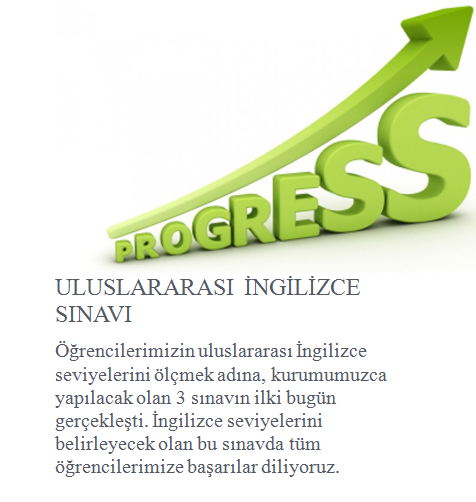 PROGRESS
ULUSLARARASI İNGİLİZCE
SINAVI
Öğrencilerimizin uluslararası İngilizce
seviyelerini ölçmek adına, kurumumuzca
yapılacak olan 3 sınavın ilki bugün
gerçekleşti. İngilizce seviyelerini
belirleyecek olan bu sınavda tüm
öğrencilerimize başarılar diliyoruz.